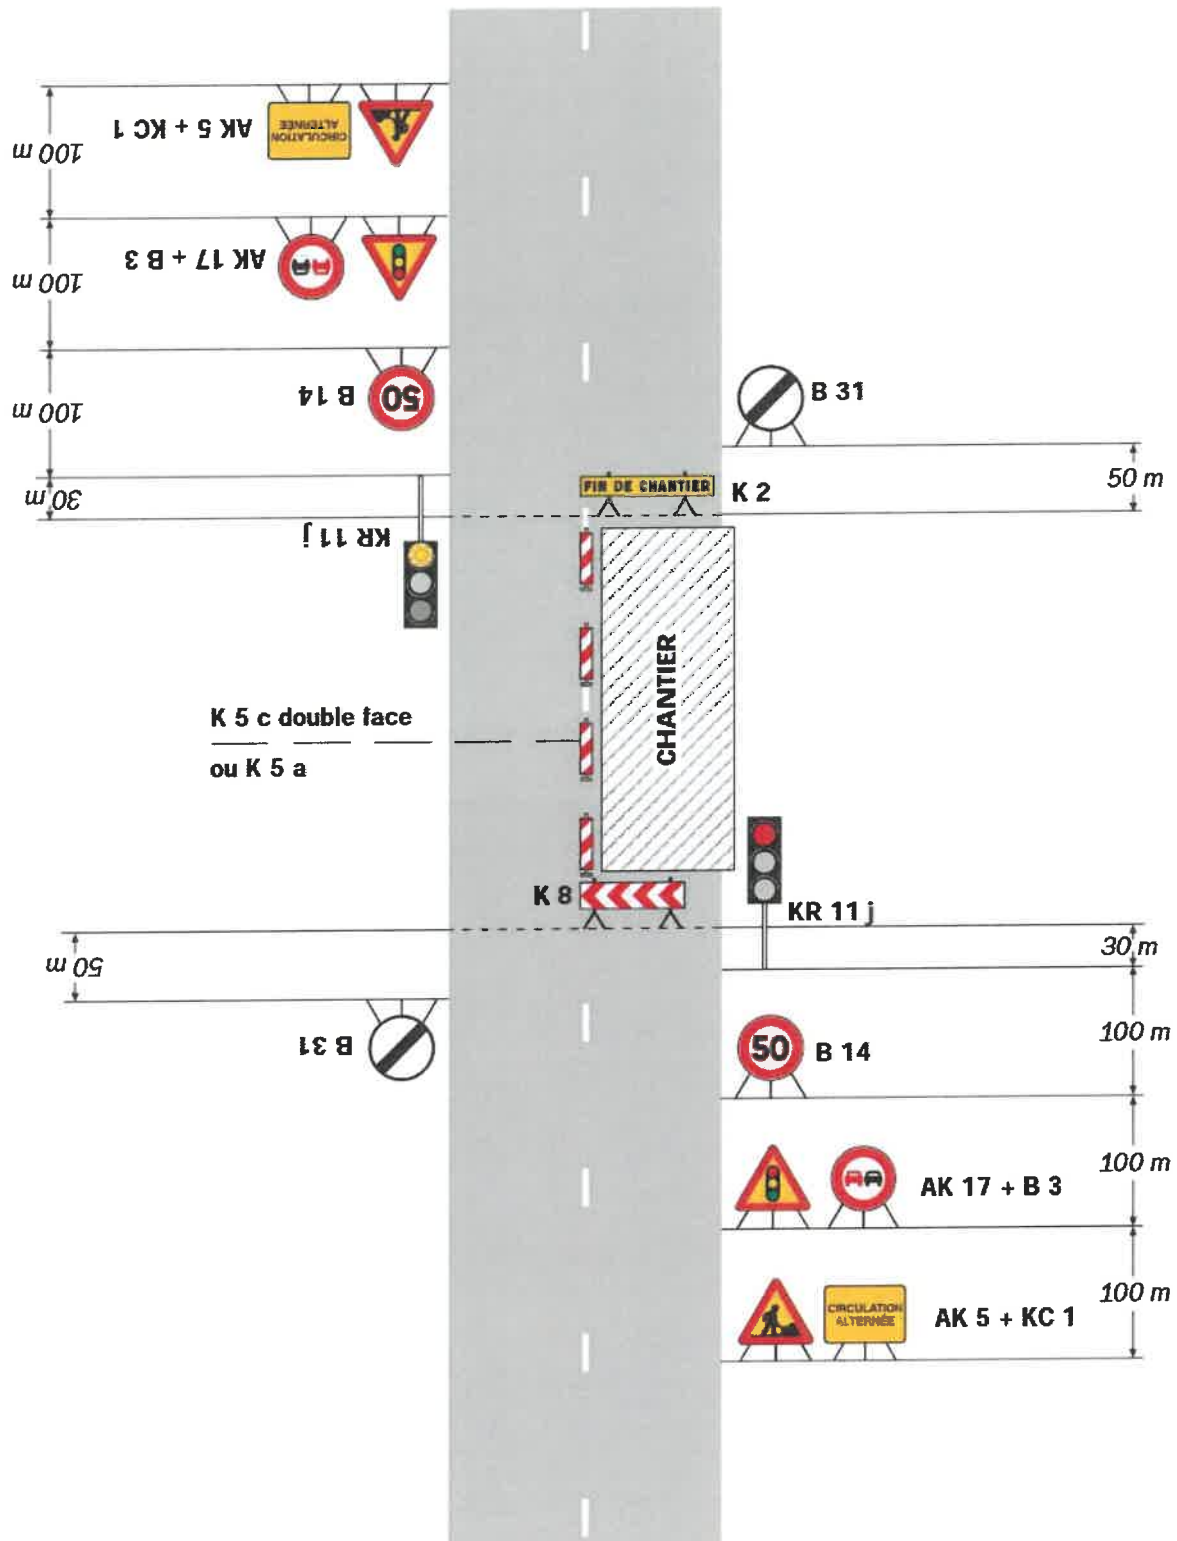 AK 5 + KC 1
CIRCULATION
ALTERNÉE
100 m
AK 17 + B 3
100 m
B 14
50
100 m
B 31
30 m
KR 11 j
FIN DE CHANTIER
K 2
50 m
CHANTIER
K 5 c double face
ou K 5 a
K 8
KR 11 j
30 m
50 m
B 31
50
B 14
100 m
AK 17 + B 3
100 m
CIRCULATION
ALTERNÉE
AK 5 + KC 1
100 m